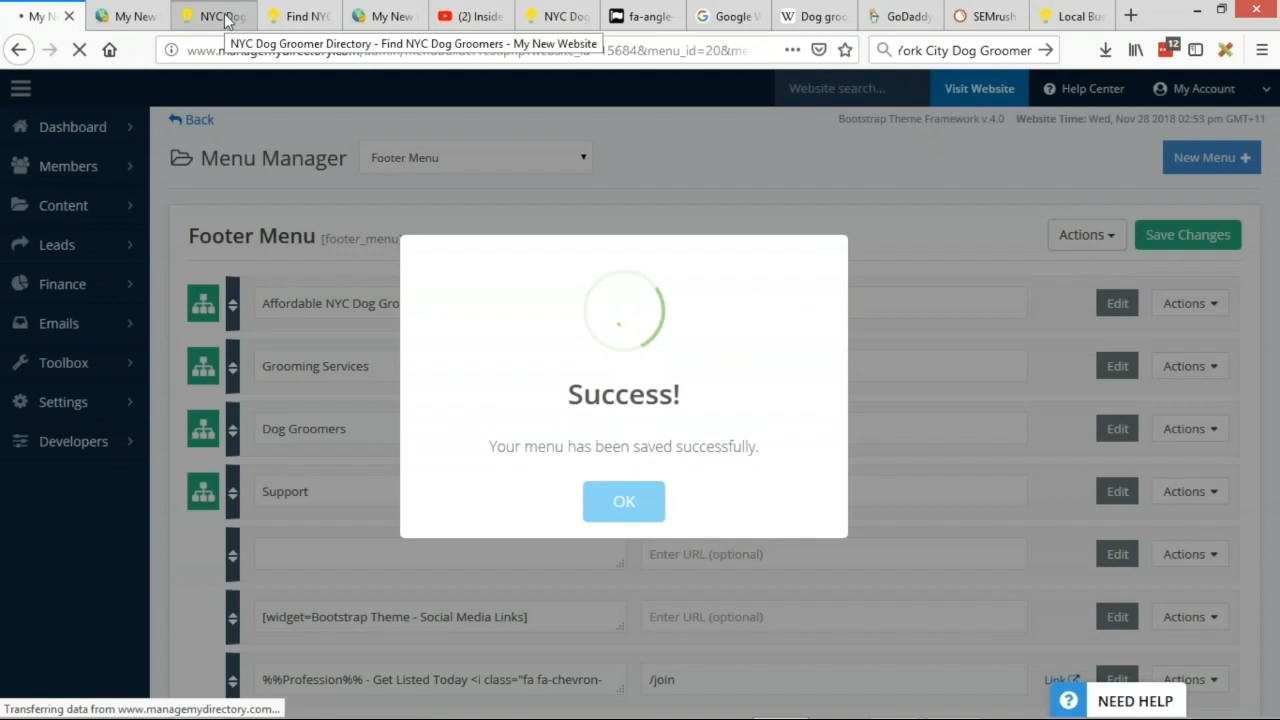 My N
My New
NYC Dog
Find NYC
My New
(2) Inside
NYC Dog
fa-angle-
Google
Dog groo
GoDaddy
SEMrush
Local Bu
NYC Dog Groomer Directory - Find NYC Dog Groomers - My New Website
fork City Dog Groomer
12
Website search...
Visit Website
Help Center
My Account
Dashboard
Members
Content
Leads
Finance
Emails
Toolbox
Settings
Developers
Back
Bootstrap Theme Framework v.4.0 Website Time: Wed, Nov 28 2018 02:53 pm GMT+11
Menu Manager
Footer Menu
New Menu
Footer Menu [footer_menu
Actions
Save Changes
Affordable NYC Dog Gro
Edit
Actions
Grooming Services
Edit
Actions
Dog Groomers
Edit
Actions
Support
Edit
Actions
Success!
Your menu has been saved successfully.
OK
Enter URL (optional)
Edit
Actions
[widget=Bootstrap Theme - Social Media Links]
Enter URL (optional)
Edit
Actions
%%Profession%% - Get Listed Today <i class="fa fa-chevron-
/join
Link
Edit
Actions
NEED HELP
Transferring data from www.managemydirectory.com...